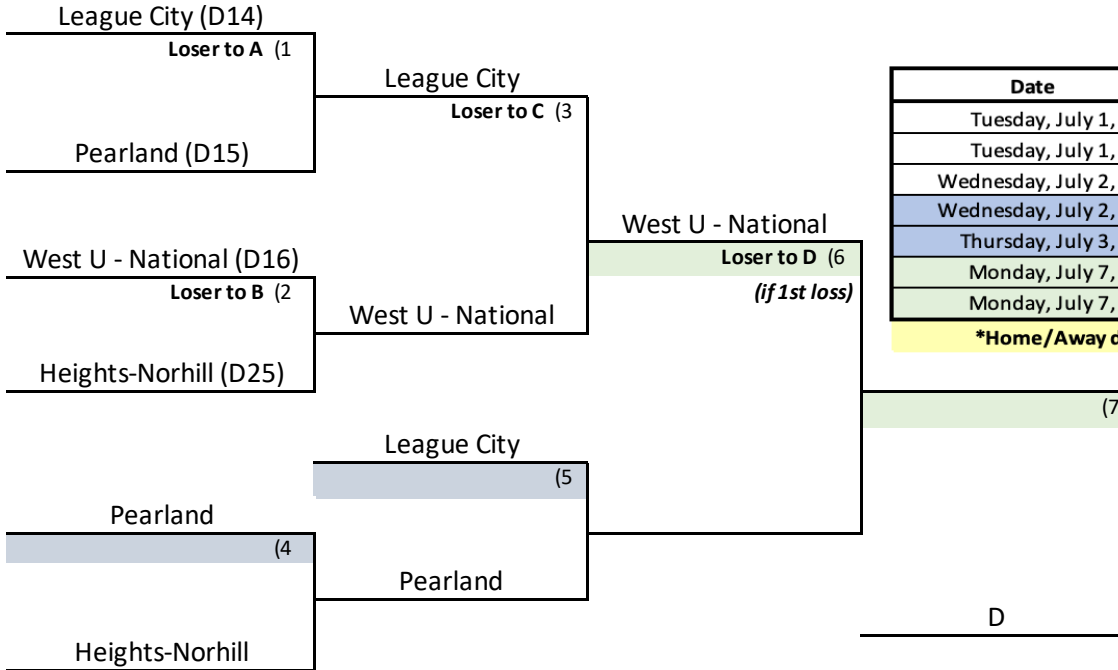 League City (D14)
Loser to A (1
League City
Loser to C (3
Pearland (D15)
West U - National
Loser to D (6
(if 1st loss)
West U - National (D16)
Loser to B (2
West U - National
Heights-Norhill (D25)
League City
(5
Pearland
(4
Pearland
Heights-Norhill
Date
Tuesday, July 1,
Tuesday, July 1,
Wednesday, July 2,
Wednesday, July 2,
Thursday, July 3,
Monday, July 7,
Monday, July 7,
*Home/Away d
(7
D